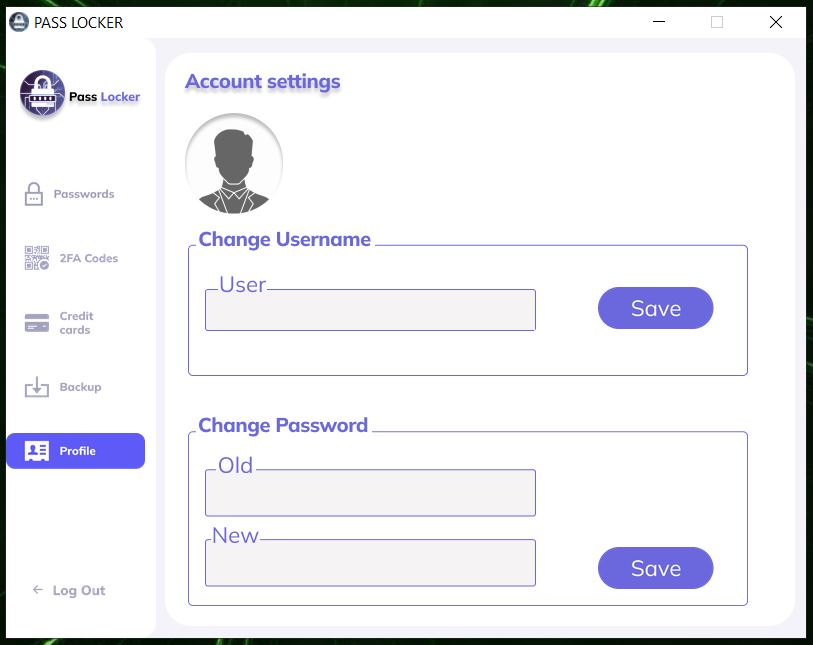 PASS LOCKER
Pass Locker
Passwords
2FA Codes
Credit
cards
Backup
Profile
Log Out
Account settings
Change Username
User
Save
Change Password
Old
New
Save